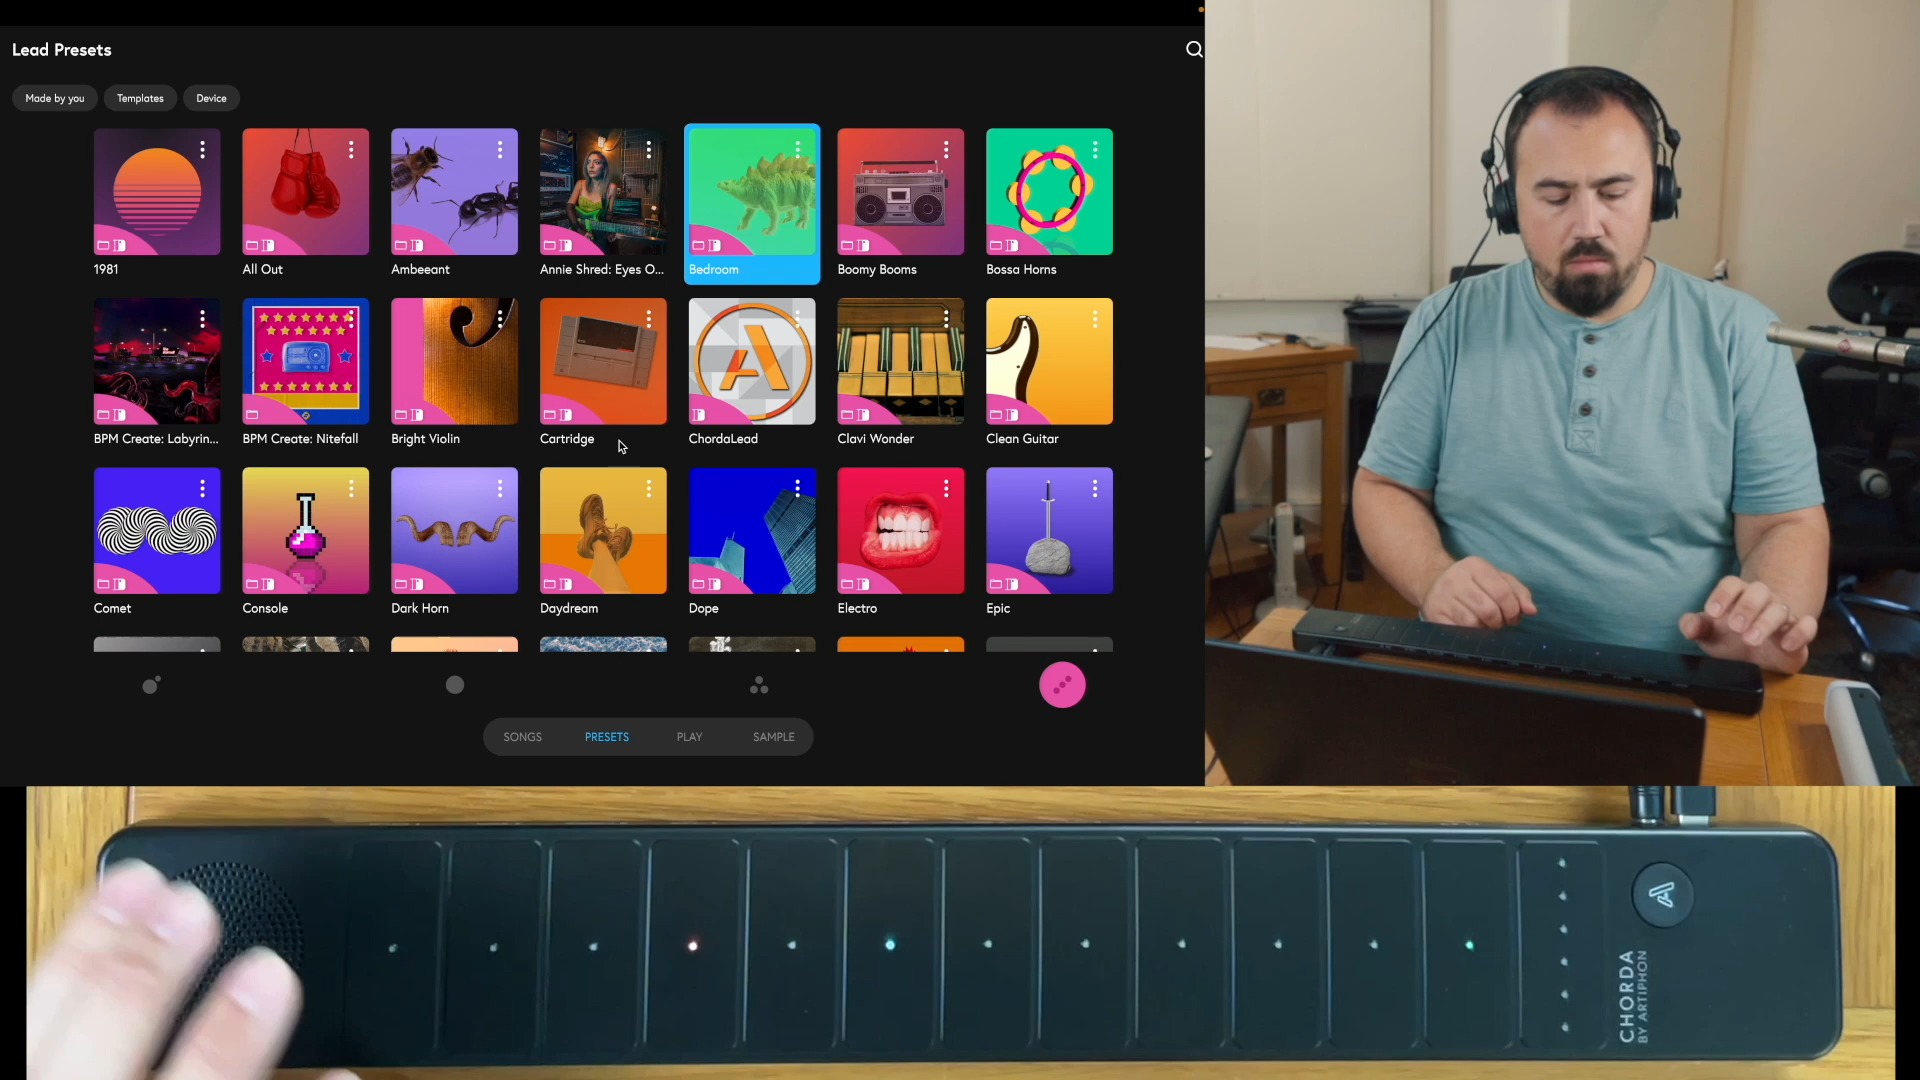 Lead Presets
Made by you
Templates
Device
1981
All Out
Ambeeant
Annie Shred: Eyes O...
Bedroom
Boomy Booms
Bossa Horns
BPM Create: Labyrin...
BPM Create: Nitefall
Bright Violin
Cartridge
ChordaLead
Clavi Wonder
Clean Guitar
Comet
Console
Dark Horn
Daydream
Dope
Electro
Epic
SONGS
PRESETS
PLAY
SAMPLE
CHORDA
BY ARTIPHON